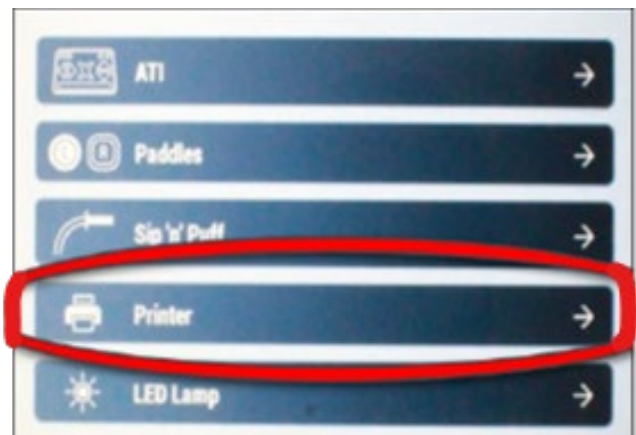 ATI
Paddles
Sip 'n' Puff
Printer
LED Lamp